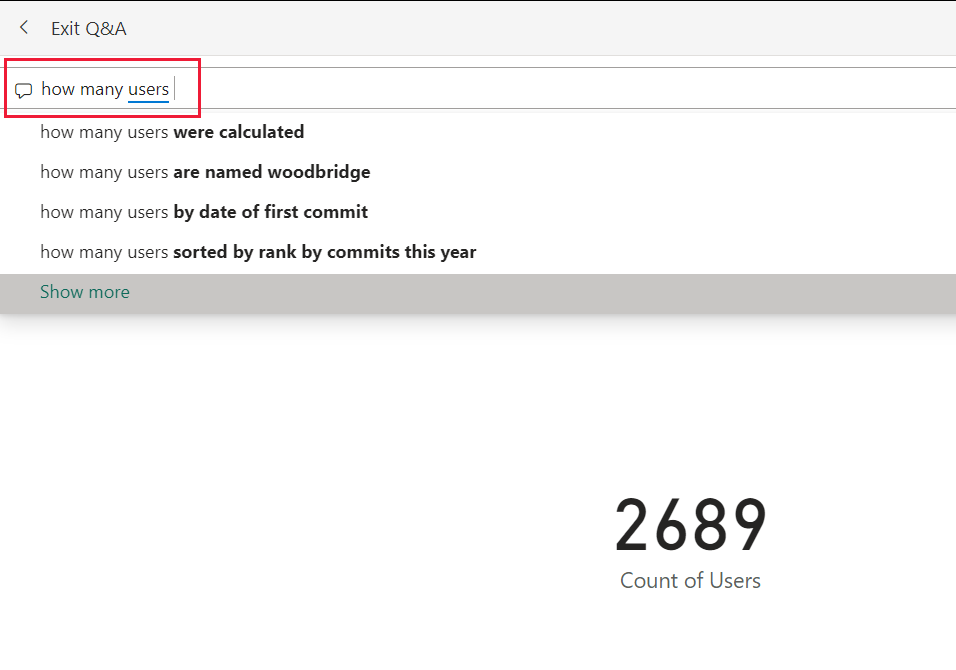 Exit Q&A
how many users
how many users were calculated
how many users are named woodbridge
how many users by date of first commit
how many users sorted by rank by commits this year
Show more
2689
Count of Users